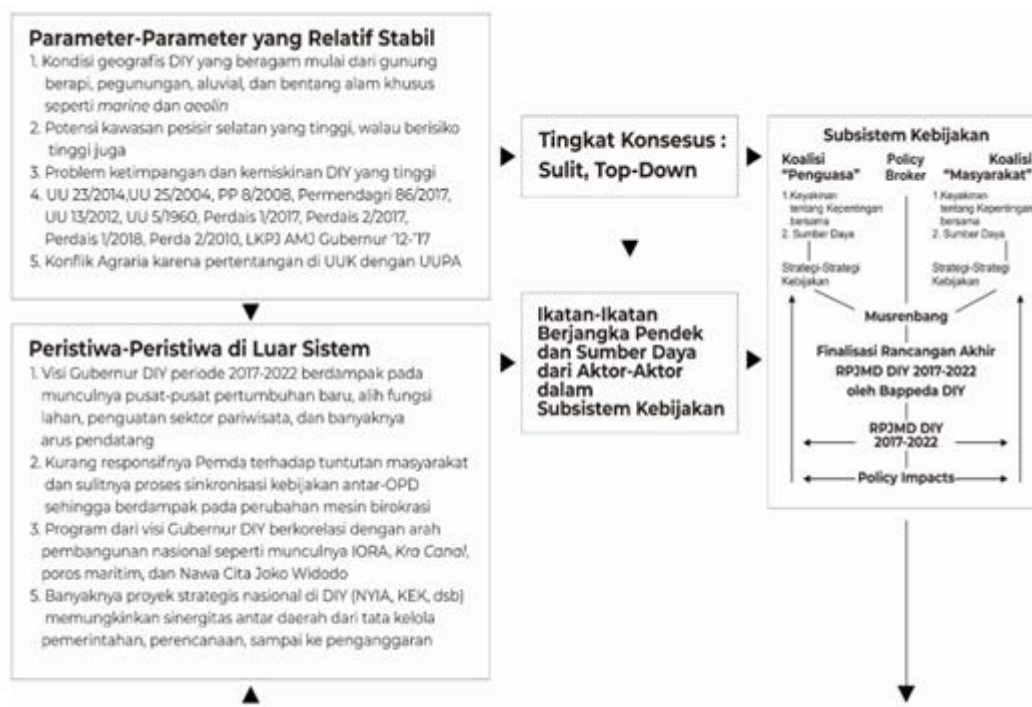 Parameter-Parameter yang Relatif Stabil
1. Kondisi geografis DIY yang beragam mulai dari gunung
berapi, pegunungan, aluvial, dan bentang alam khusus
seperti marine dan aeolin
2. Potensi kawasan pesisir selatan yang tinggi, walau berisiko
tinggi juga
3. Problem ketimpangan dan kemiskinan DIY yang tinggi
4. UU 23/2014,UU 25/2004, PP 8/2008, Permendagri 86/2017,
UU 13/2012, UU 5/1960, Perdais 1/2017, Perdais 2/2017,
Perdais 1/2018, Perda 2/2010, LKPJ AMJ Gubernur '12-'17
5. Konflik Agraria karena pertentangan di UUK dengan UUPA
Peristiwa-Peristiwa di Luar Sistem
1. Visi Gubernur DIY periode 2017-2022 berdampak pada
munculnya pusat-pusat pertumbuhan baru, alih fungsi
lahan, penguatan sektor pariwisata, dan banyaknya
arus pendatang
2. Kurang responsifnya Pemda terhadap tuntutan masyarakat
dan sulitnya proses sinkronisasi kebijakan antar-OPD
sehingga berdampak pada perubahan mesin birokrasi
3. Program dari visi Gubernur DIY berkorelasi dengan arah
pembangunan nasional seperti munculnya IORA, Kra Canal,
poros maritim, dan Nawa Cita Joko Widodo
5. Banyaknya proyek strategis nasional di DIY (NYIA, KEK, dsb)
memungkinkan sinergitas antar daerah dari tata kelola
pemerintahan, perencanaan, sampai ke penganggaran
Tingkat Konsesus :
Sulit, Top-Down
Ikatan-Ikatan
Berjangka Pendek
dan Sumber Daya
dari Aktor-Aktor
dalam
Subsistem Kebijakan
Subsistem Kebijakan
Koalisi
"Penguasa"
1.Keyakinan
tentang Kepentingan
bersama
2. Sumber Daya
Strategi-Strategi
Kebijakan
Policy
Broker
Koalisi
"Masyarakat"
1.Keyakinan
tentang Kepentingan
bersama
2. Sumber Daya
Strategi-Strategi
Kebijakan
Musrenbang
Finalisasi Rancangan Akhir
RPJMD DIY 2017-2022
oleh Bappeda DIY
RPJMD DIY
2017-2022
Policy Impacts